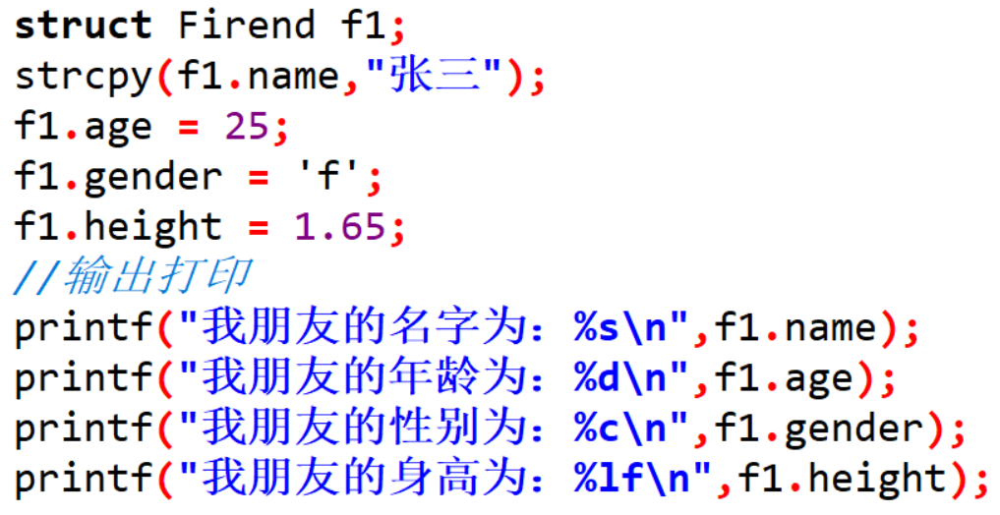 struct Firend f1;
strcpy(f1.name,"张三");
f1.age = 25;
f1.gender = 'f';
f1.height = 1.65;
//输出打印
printf("我朋友的名字为：%s\n",f1.name);
printf("我朋友的年龄为：%d\n",f1.age);
printf("我朋友的性别为：%c\n",f1.gender);
printf("我朋友的身高为：%lf\n",f1.height);